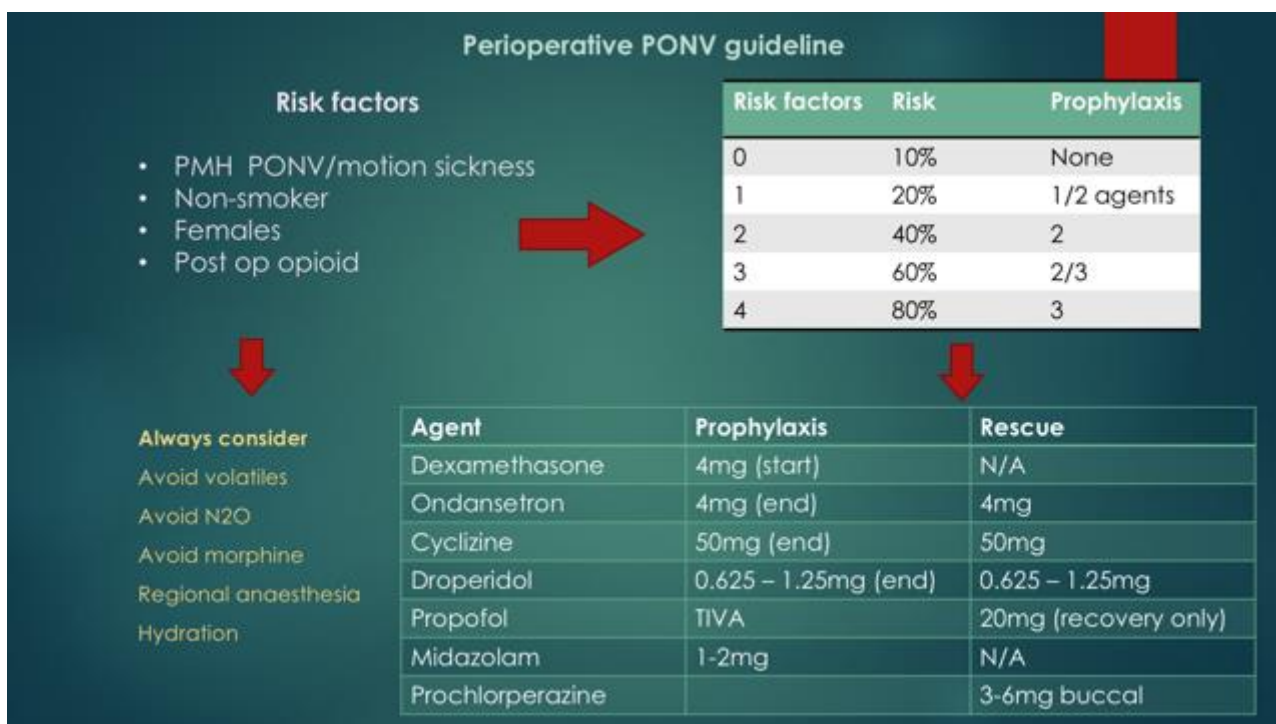 Perioperative PONV guideline
Risk factors
• PMH PONV/motion sickness
• Non-smoker
• Females
• Post op opioid
Risk factors Risk Prophylaxis
0 10% None
1 20% 1/2 agents
2 40% 2
3 60% 2/3
4 80% 3
Always consider
Avoid volatiles
Avoid N2O
Avoid morphine
Regional anaesthesia
Hydration
Agent Prophylaxis Rescue
Dexamethasone 4mg (start) N/A
Ondansetron 4mg (end) 4mg
Cyclizine 50mg (end) 50mg
Droperidol 0.625 – 1.25mg (end) 0.625 – 1.25mg
Propofol TIVA 20mg (recovery only)
Midazolam 1-2mg N/A
Prochlorperazine 3-6mg buccal